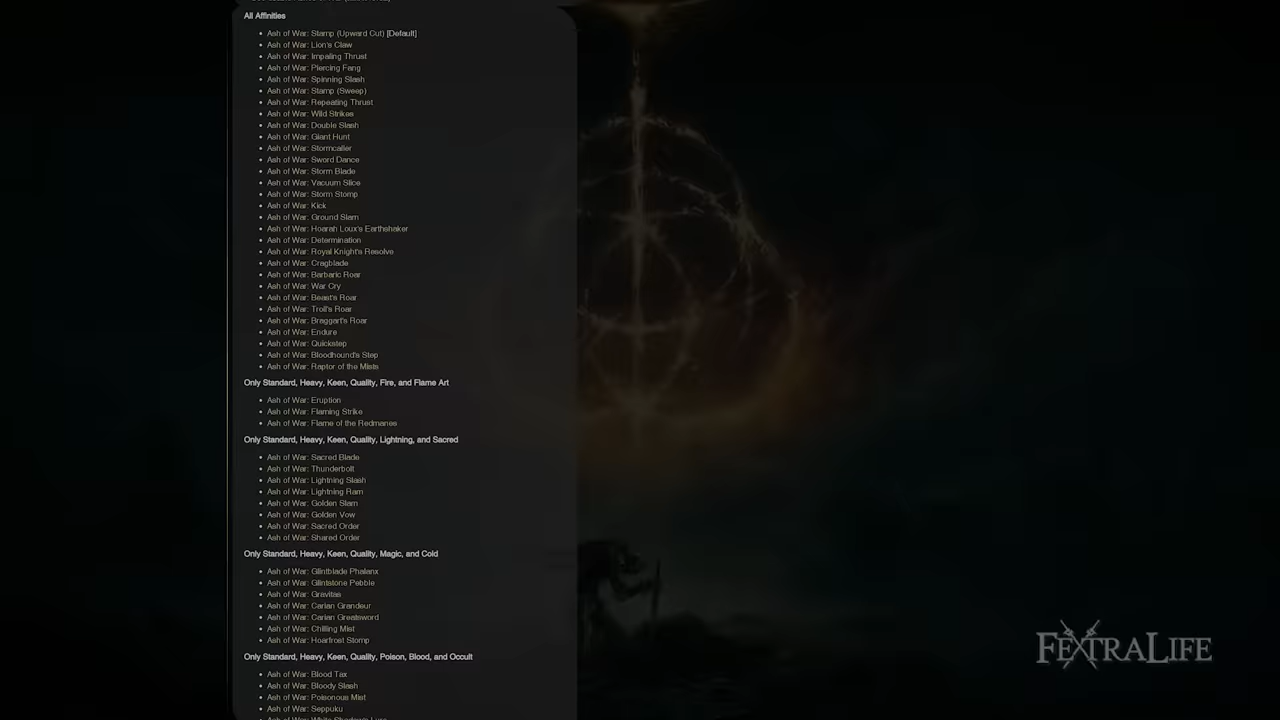 All Affinities
Ash of War: Stamp (Upward Cut) [Default]
Ash of War: Lion's Claw
Ash of War: Impaling Thrust
Ash of War: Piercing Fang
Ash of War: Spinning Slash
Ash of War: Stamp (Sweep)
Ash of War: Repeating Thrust
Ash of War: Wild Strikes
Ash of War: Double Slash
Ash of War: Giant Hunt
Ash of War: Stormcaller
Ash of War: Sword Dance
Ash of War: Storm Blade
Ash of War: Vacuum Slice
Ash of War: Storm Stomp
Ash of War: Kick
Ash of War: Ground Slam
Ash of War: Hoarah Loux's Earthshaker
Ash of War: Determination
Ash of War: Royal Knight's Resolve
Ash of War: Cragblade
Ash of War: Barbaric Roar
Ash of War: War Cry
Ash of War: Beast's Roar
Ash of War: Troll's Roar
Ash of War: Braggart's Roar
Ash of War: Endure
Ash of War: Quickstep
Ash of War: Bloodhound's Step
Ash of War: Raptor of the Mists
Only Standard, Heavy, Keen, Quality, Fire, and Flame Art
Ash of War: Eruption
Ash of War: Flaming Strike
Ash of War: Flame of the Redmanes
Only Standard, Heavy, Keen, Quality, Lightning, and Sacred
Ash of War: Sacred Blade
Ash of War: Thunderbolt
Ash of War: Lightning Slash
Ash of War: Lightning Ram
Ash of War: Golden Slam
Ash of War: Golden Vow
Ash of War: Sacred Order
Ash of War: Shared Order
Only Standard, Heavy, Keen, Quality, Magic, and Cold
Ash of War: Glintblade Phalanx
Ash of War: Glintstone Pebble
Ash of War: Gravitas
Ash of War: Carian Grandeur
Ash of War: Carian Greatsword
Ash of War: Chilling Mist
Ash of War: Hoarfrost Stomp
Only Standard, Heavy, Keen, Quality, Poison, Blood, and Occult
Ash of War: Blood Tax
Ash of War: Bloody Slash
Ash of War: Poisonous Mist
Ash of War: Seppuku
Ash of War: White Shadow's Lure
FEXTRALIFE